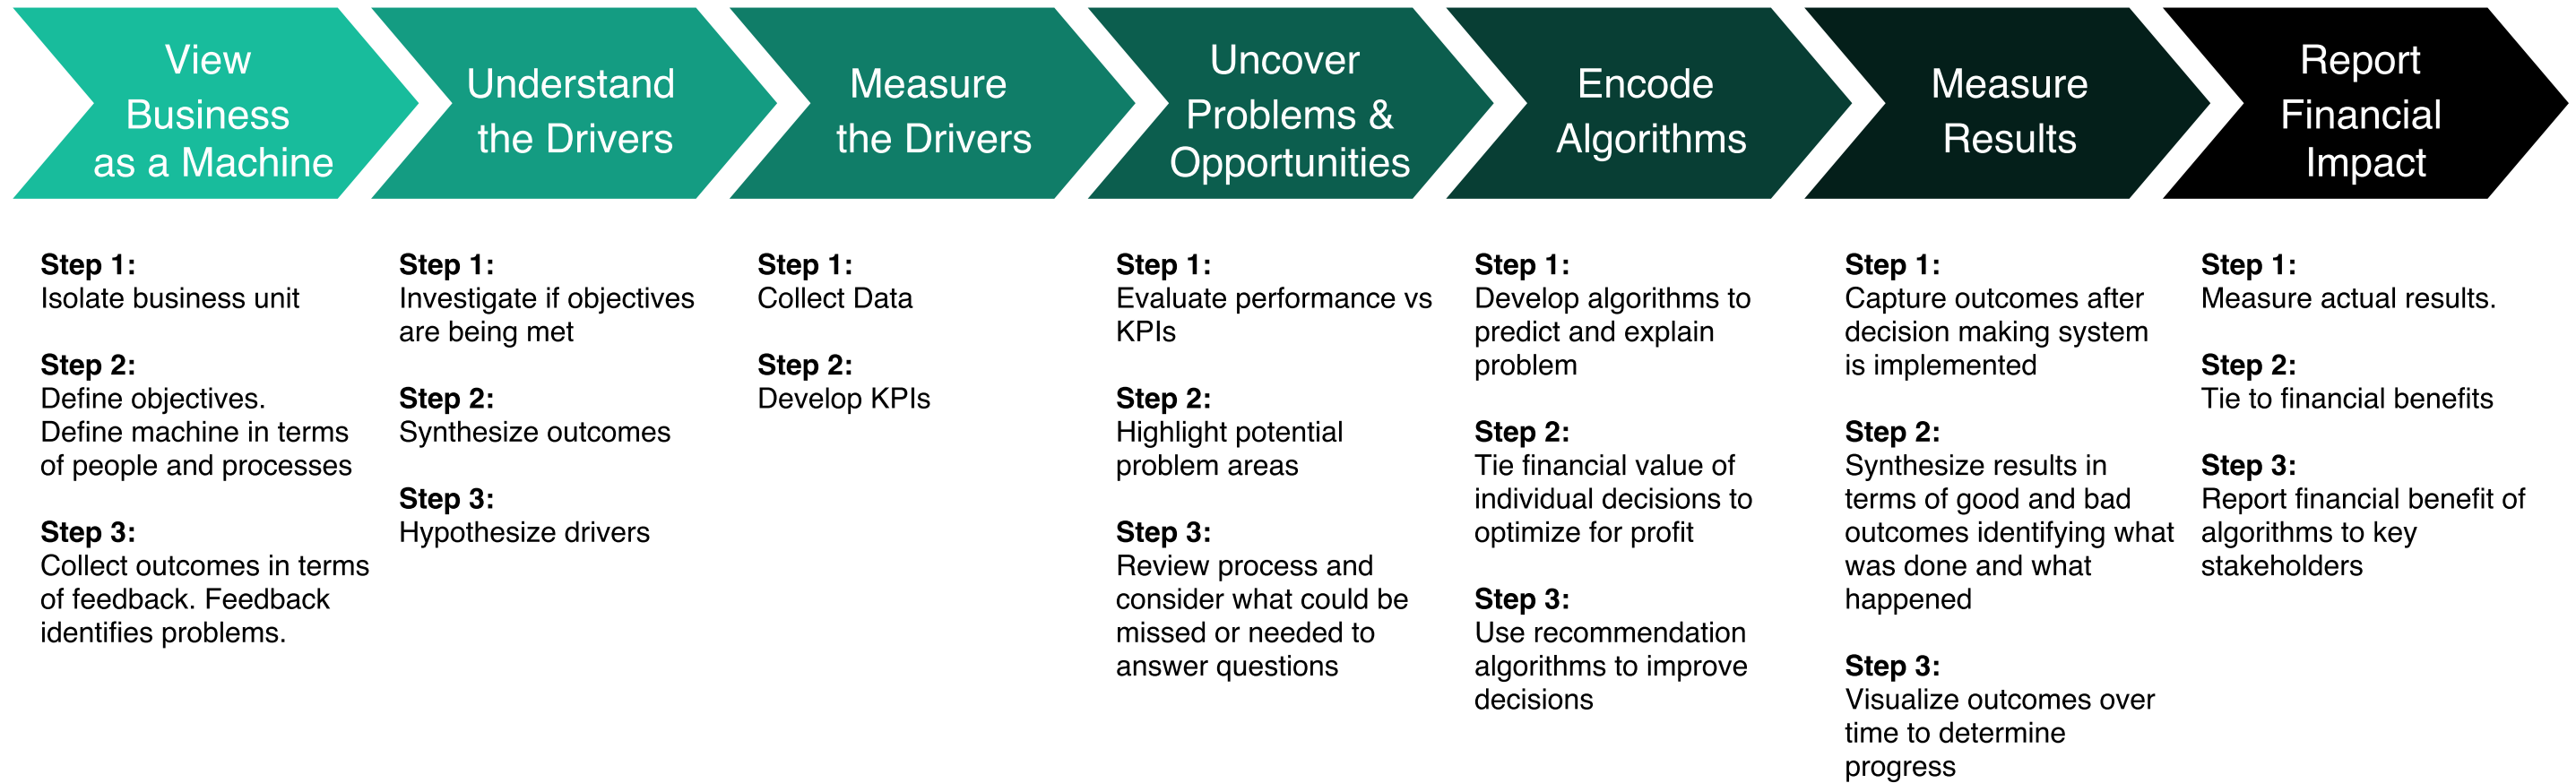 View
Business
as a Machine
Understand
the Drivers
Measure
the Drivers
Uncover
Problems &
Opportunities
Encode
Algorithms
Measure
Results
Report
Financial
Impact
Step 1:
Isolate business unit
Step 2:
Define objectives.
Define machine in terms
of people and processes
Step 3:
Collect outcomes in terms
of feedback. Feedback
identifies problems.
Step 1:
Investigate if objectives
are being met
Step 2:
Synthesize outcomes
Step 3:
Hypothesize drivers
Step 1:
Collect Data
Step 2:
Develop KPIs
Step 1:
Evaluate performance vs
KPIs
Step 2:
Highlight potential
problem areas
Step 3:
Review process and
consider what could be
missed or needed to
answer questions
Step 1:
Develop algorithms to
predict and explain
problem
Step 2:
Tie financial value of
individual decisions to
optimize for profit
Step 3:
Use recommendation
algorithms to improve
decisions
Step 1:
Capture outcomes after
decision making system
is implemented
Step 2:
Synthesize results in
terms of good and bad
outcomes identifying what
was done and what
happened
Step 3:
Visualize outcomes over
time to determine
progress
Step 1:
Measure actual results.
Step 2:
Tie to financial benefits
Step 3:
Report financial benefit of
algorithms to key
stakeholders